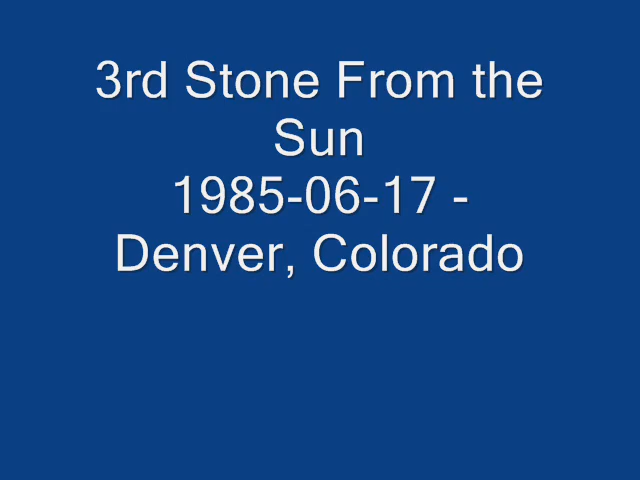 3rd Stone From the
Sun
1985-06-17 -
Denver, Colorado